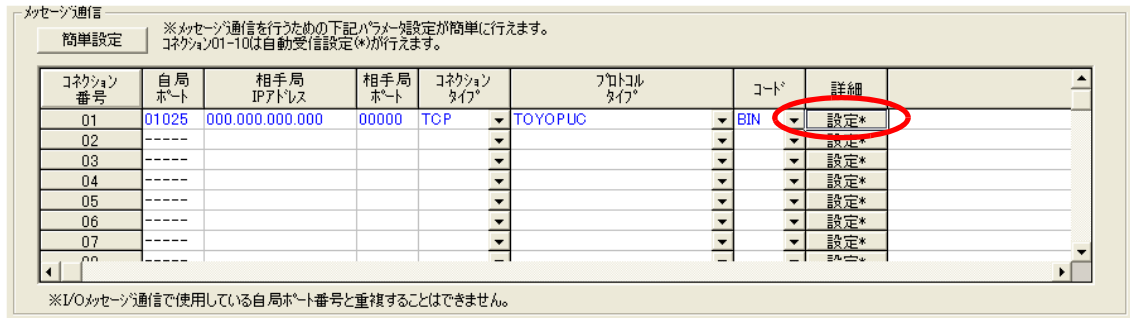 メッセージ通信
簡単設定
※メッセージ通信を行うための下記パラメータ設定が簡単に行えます。
コネクション01-10は自動受信設定(*)が行えます。
コネクション 番号 自局 ポート 相手局 IPアドレス 相手局 ポート コネクション タイプ プロトコル タイプ コード 詳細
01 01025 000.000.000.000 00000 TCP TOYOPUC BIN 設定*
02 ----- 設定*
03 ----- 設定*
04 ----- 設定*
05 ----- 設定*
06 ----- 設定*
07 ----- 設定*
※I/Oメッセージ通信で使用している自局ポート番号と重複することはできません。